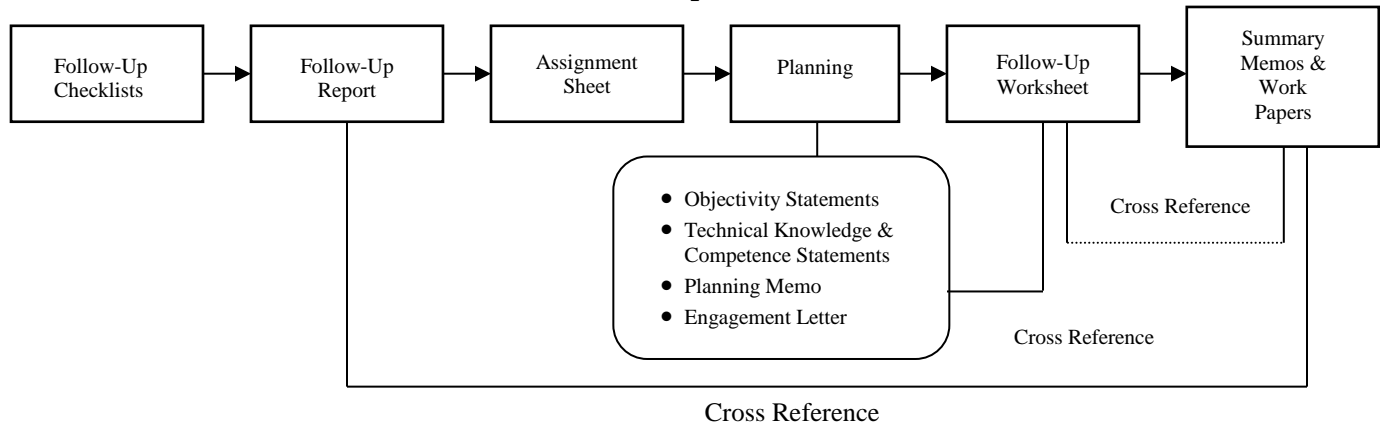 Follow-Up
Checklists
Follow-Up
Report
Assignment
Sheet
Planning
Follow-Up
Worksheet
Summary
Memos &
Work
Papers
● Objectivity Statements
● Technical Knowledge &
Competence Statements
● Planning Memo
● Engagement Letter
Cross Reference
Cross Reference
Cross Reference